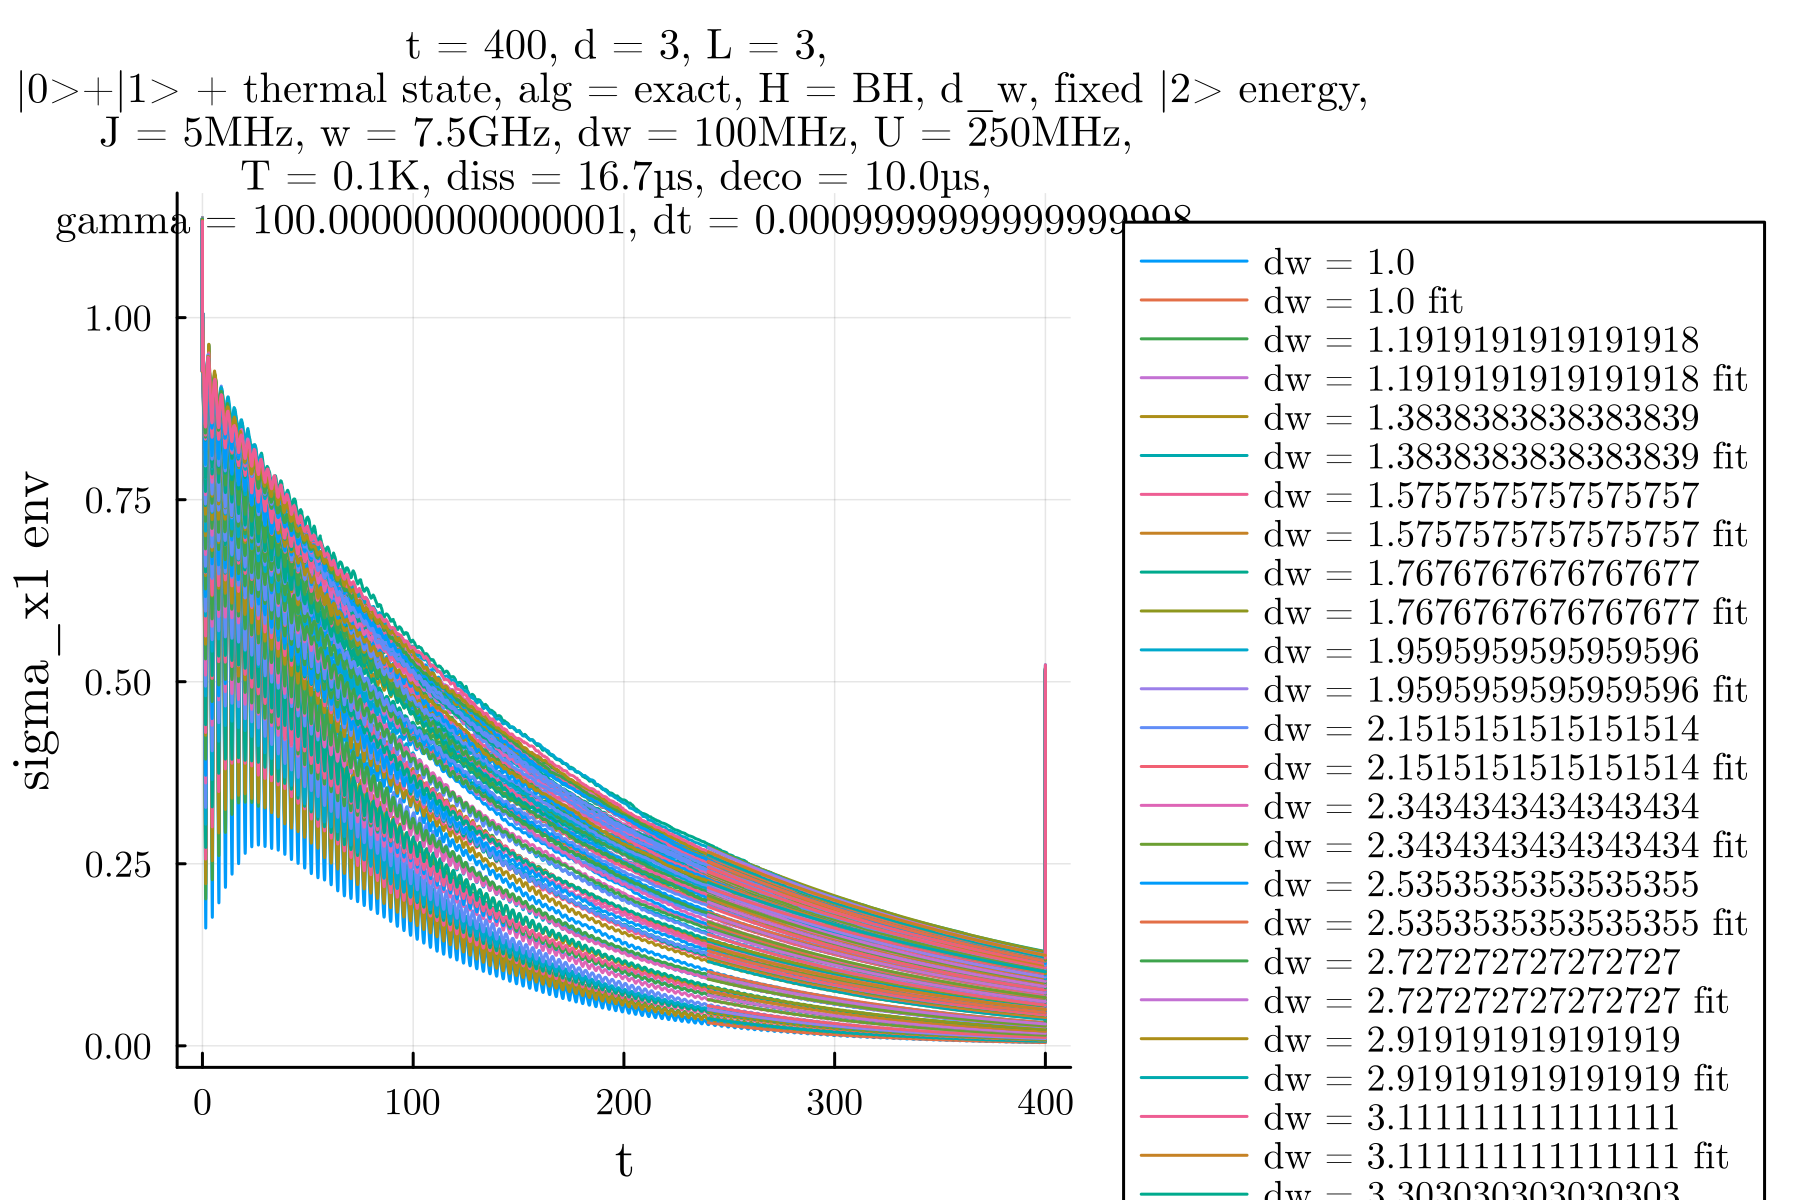 t = 400, d = 3, L = 3,
|0>+|1> + thermal state, alg = exact, H = BH, d_w, fixed |2> energy,
J = 5MHz, w = 7.5GHz, dw = 100MHz, U = 250MHz,
T = 0.1K, diss = 16.7µs, deco = 10.0µs,
gamma = 100.00000000000001, dt = 0.0009999999999999998
1.00
0.75
0.50
0.25
0.00
sigma_x1 env
0 100 200 300 400
t
dw = 1.0
dw = 1.0 fit
dw = 1.1919191919191918
dw = 1.1919191919191918 fit
dw = 1.3838383838383839
dw = 1.3838383838383839 fit
dw = 1.5757575757575757
dw = 1.5757575757575757 fit
dw = 1.7676767676767677
dw = 1.7676767676767677 fit
dw = 1.9595959595959596
dw = 1.9595959595959596 fit
dw = 2.1515151515151514
dw = 2.1515151515151514 fit
dw = 2.3434343434343434
dw = 2.3434343434343434 fit
dw = 2.5353535353535355
dw = 2.5353535353535355 fit
dw = 2.727272727272727
dw = 2.727272727272727 fit
dw = 2.919191919191919
dw = 2.919191919191919 fit
dw = 3.111111111111111
dw = 3.111111111111111 fit
dw = 3.303030303030303